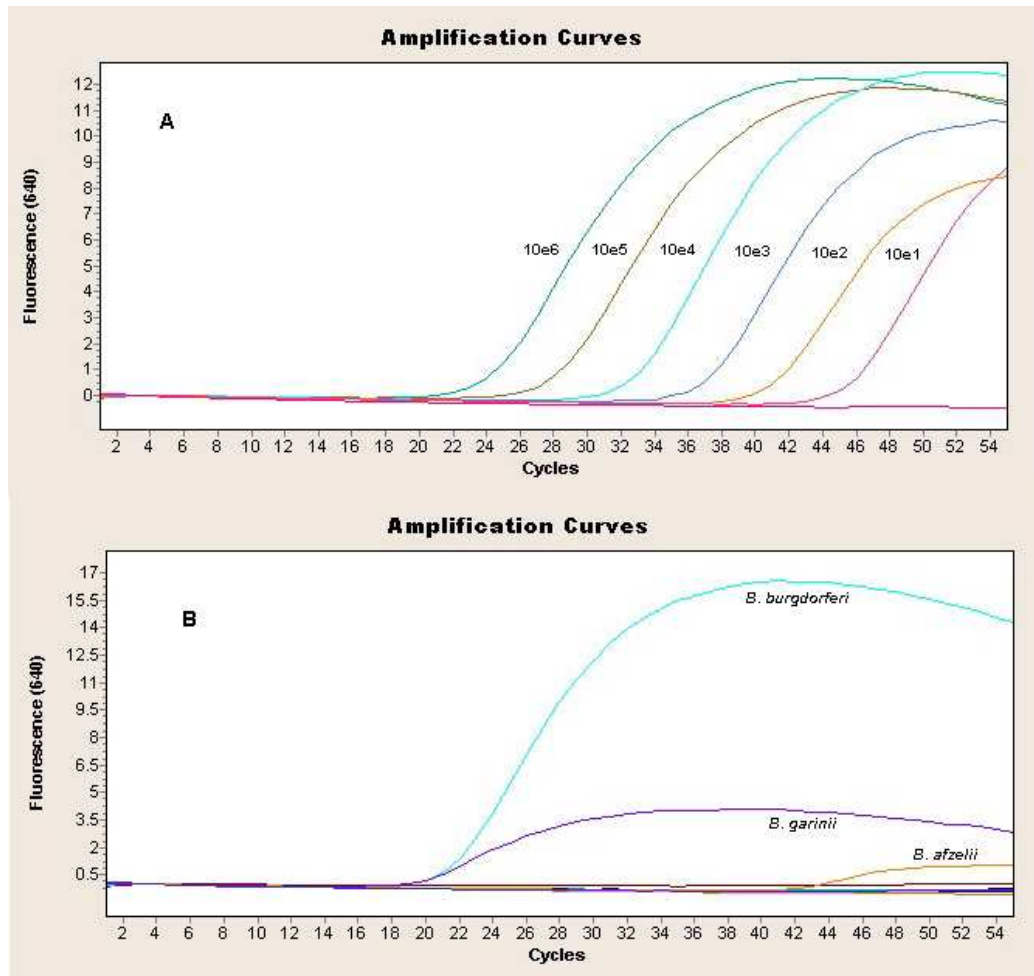 Amplification Curves
12
11
10
9
8
7
6
5
4
3
2
1
0
A
Fluorescence (640)
10e6 10e5 10e4 10e3 10e2 10e1
2 4 6 8 10 12 14 16 18 20 22 24 26 28 30 32 34 36 38 40 42 44 46 48 50 52 54
Cycles
Amplification Curves
17
15.5
14
12.5
11
9.5
8
6.5
5
3.5
2
0.5
B
Fluorescence (640)
B. burgdorferi
B. garinii
B. afzelii
2 4 6 8 10 12 14 16 18 20 22 24 26 28 30 32 34 36 38 40 42 44 46 48 50 52 54
Cycles